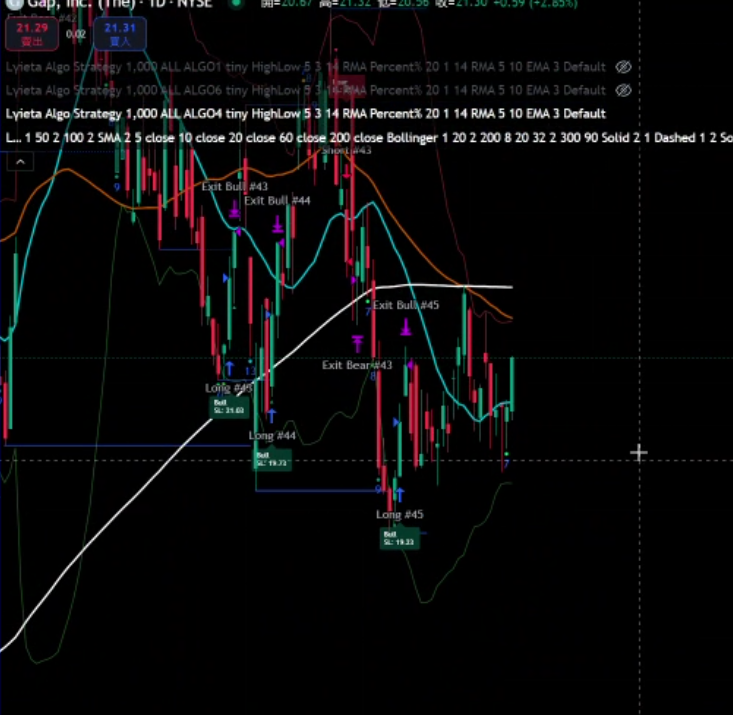 Gap, Inc. (The) · 1D · NYSE 開=20.67 高=21.32 低=20.56 收=21.30 +0.59 (+2.85%)
21.29
賣出
0.02
21.31
買入
Lyieta Algo Strategy 1,000 ALL ALGO1 tiny HighLow 5 3 14 RMA Percent% 20 1 14 RMA 5 10 EMA 3 Default
Lyieta Algo Strategy 1,000 ALL ALGO6 tiny HighLow 5 3 14 RMA Percent% 20 1 14 RMA 5 10 EMA 3 Default
Lyieta Algo Strategy 1,000 ALL ALGO4 tiny HighLow 5 3 14 RMA Percent% 20 1 14 RMA 5 10 EMA 3 Default
L... 1 50 2 100 2 SMA 2 5 close 10 close 20 close 60 close 200 close Bollinger 1 20 2 200 8 20 32 2 300 90 Solid 2 1 Dashed 1 2 So
Short #43
9
Exit Bull #43
Exit Bull #44
7
Exit Bull #45
Exit Bear #43
8
13
Long #43
Bull
Long #44
Bull
SL: 19.73
7
9
Long #45
Bull
SL: 19.33